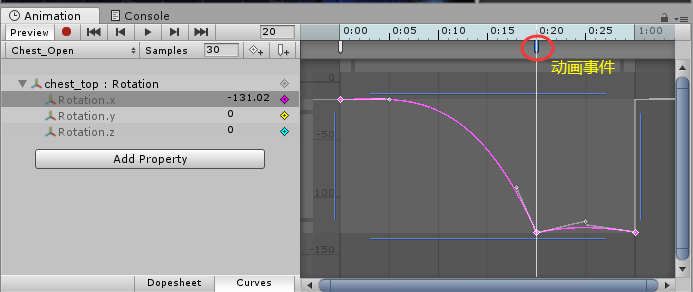 Animation Console
Preview 20 0:00 0:05 0:10 0:15 0:20 0:25 1:00
Chest_Open Samples 30
动画事件
chest_top : Rotation
Rotation.x -131.02
Rotation.y 0
Rotation.z 0
Add Property
0
-50
-100
-150
Dopesheet Curves